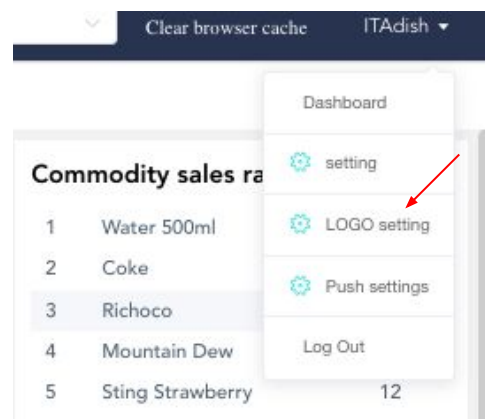 Clear browser cache
ITAdish
Dashboard
setting
LOGO setting
Push settings
Log Out
Commodity sales ra
1 Water 500ml
2 Coke
3 Richoco
4 Mountain Dew
5 Sting Strawberry 12